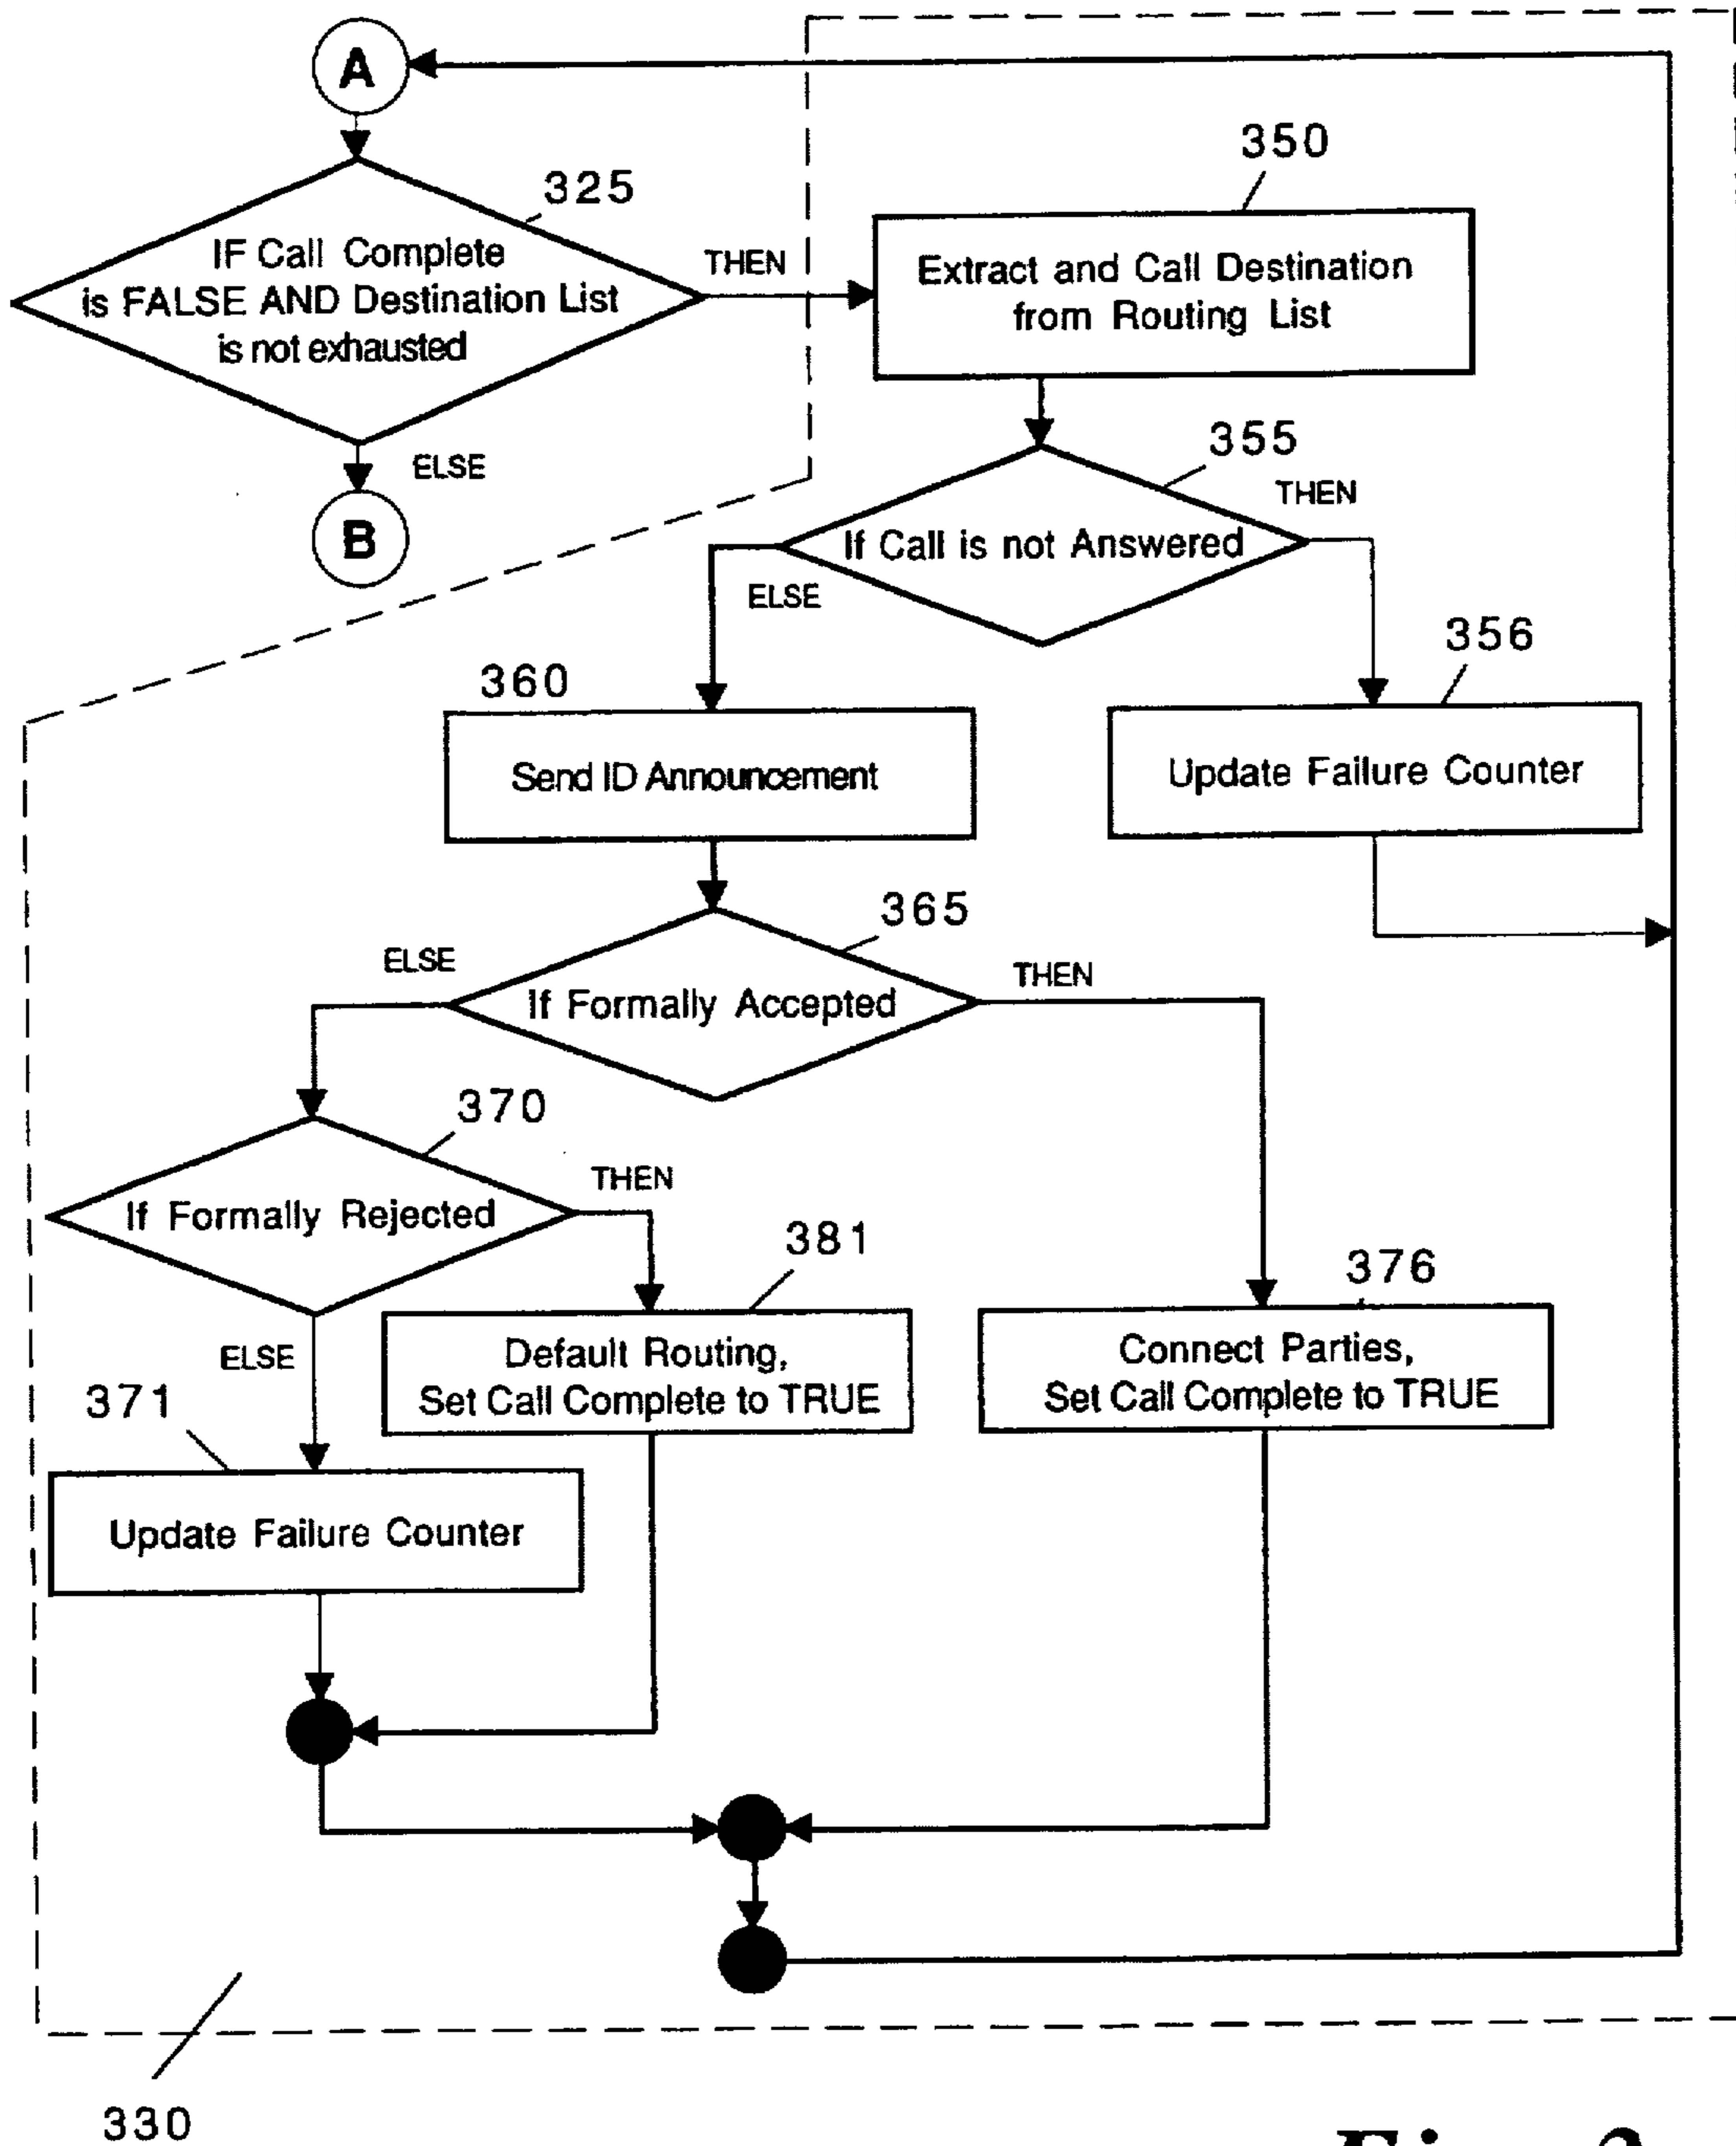 A
350
325
IF Call Complete
is FALSE AND Destination List
is not exhausted
THEN
Extract and Call Destination
from Routing List
355
THEN
ELSE
B
If Call is not Answered
ELSE
356
360
Send ID Announcement
Update Failure Counter
365
ELSE
THEN
If Formally Accepted
370
THEN
If Formally Rejected
381
376
ELSE
Default Routing,
Set Call Complete to TRUE
Connect Parties,
Set Call Complete to TRUE
371
Update Failure Counter
330